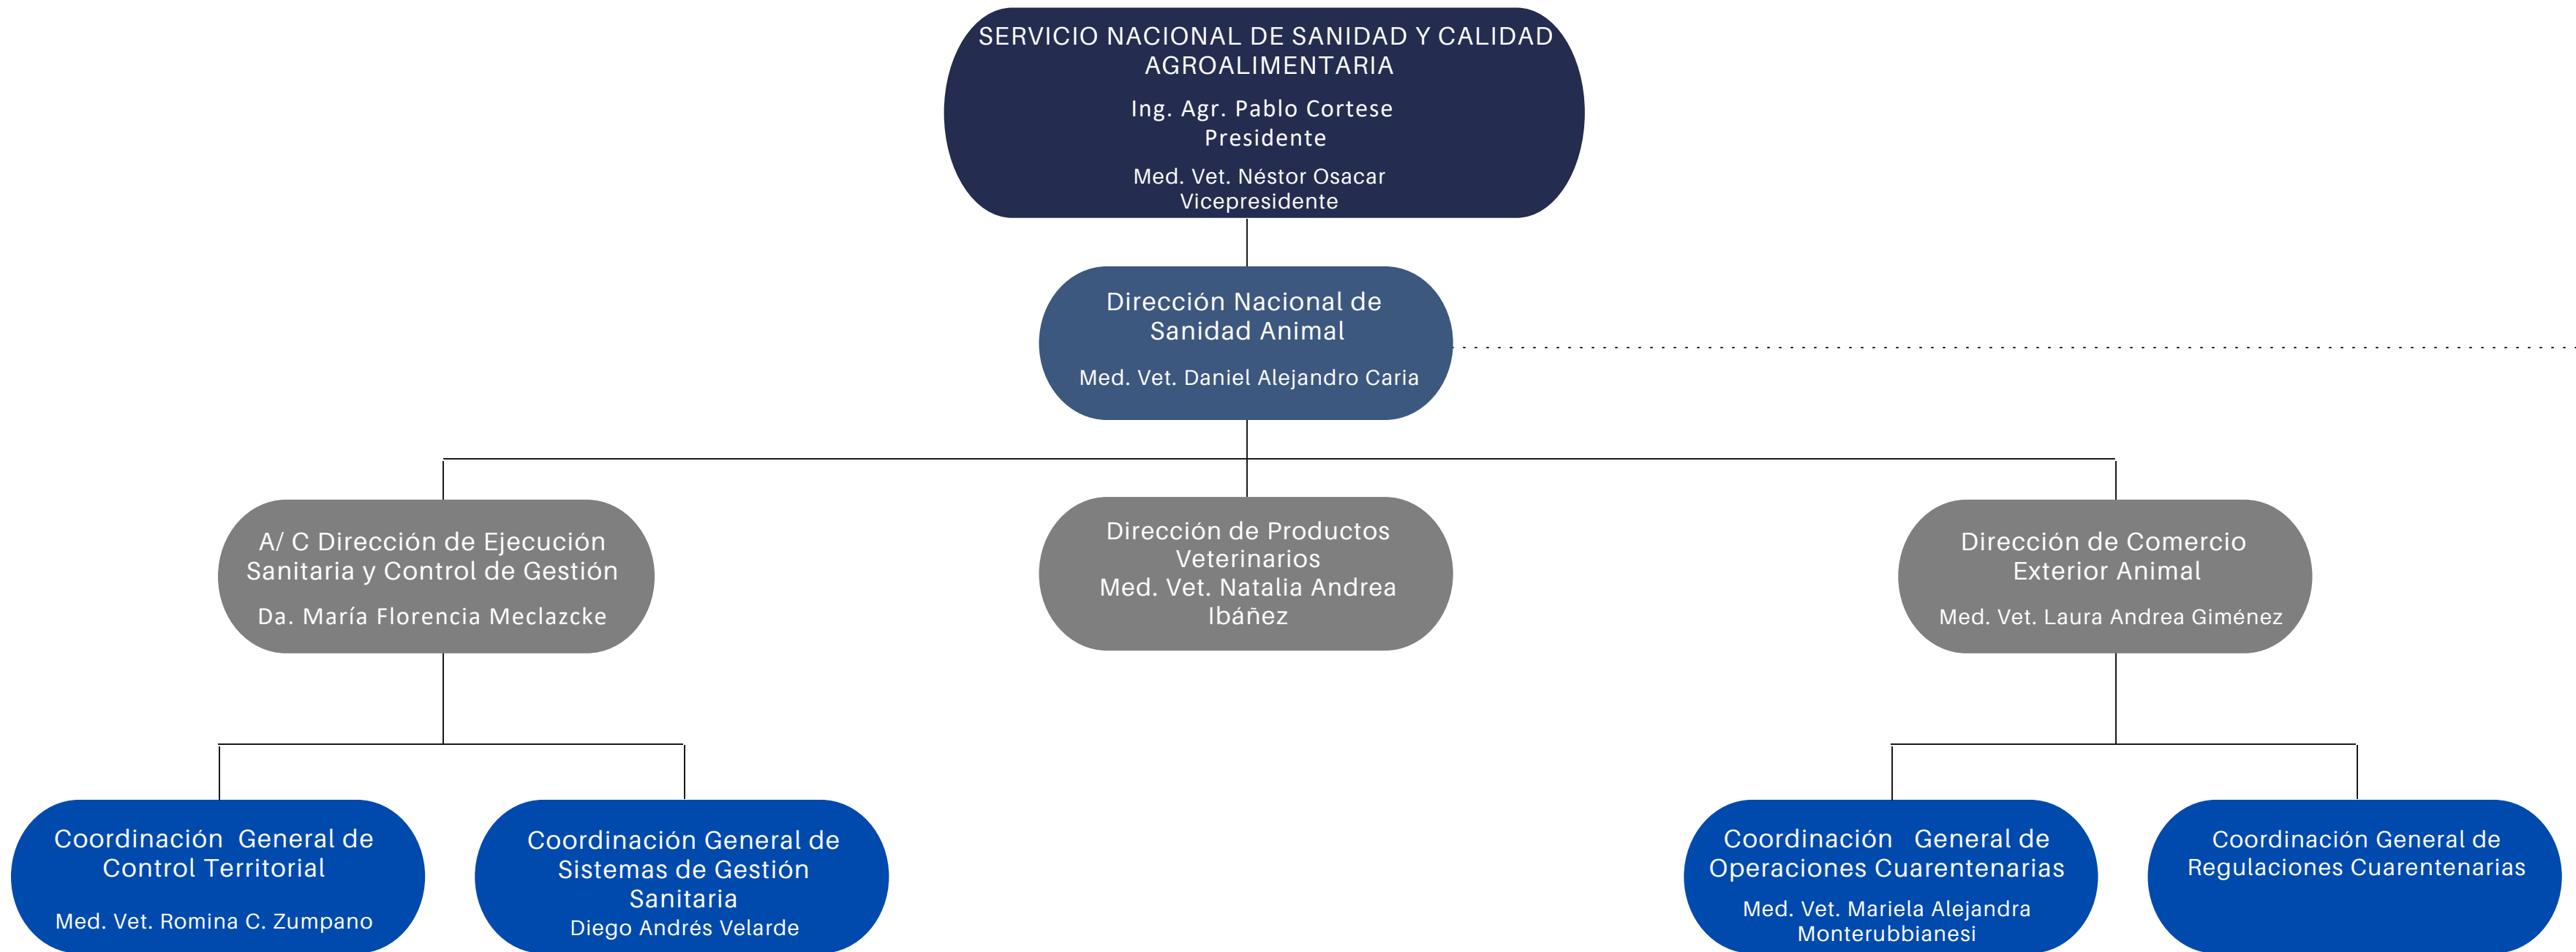 SERVICIO NACIONAL DE SANIDAD Y CALIDAD
AGROALIMENTARIA
Ing. Agr. Pablo Cortese
Presidente
Med. Vet. Néstor Osacar
Vicepresidente
Dirección Nacional de
Sanidad Animal
Med. Vet. Daniel Alejandro Caria
A/ C Dirección de Ejecución
Sanitaria y Control de Gestión
Da. María Florencia Meclazcke
Dirección de Productos
Veterinarios
Med. Vet. Natalia Andrea
Ibáñez
Dirección de Comercio
Exterior Animal
Med. Vet. Laura Andrea Giménez
Coordinación General de
Control Territorial
Med. Vet. Romina C. Zumpano
Coordinación General de
Sistemas de Gestión
Sanitaria
Diego Andrés Velarde
Coordinación General de
Operaciones Cuarentenarias
Med. Vet. Mariela Alejandra
Monterubbianesi
Coordinación General de
Regulaciones Cuarentenarias